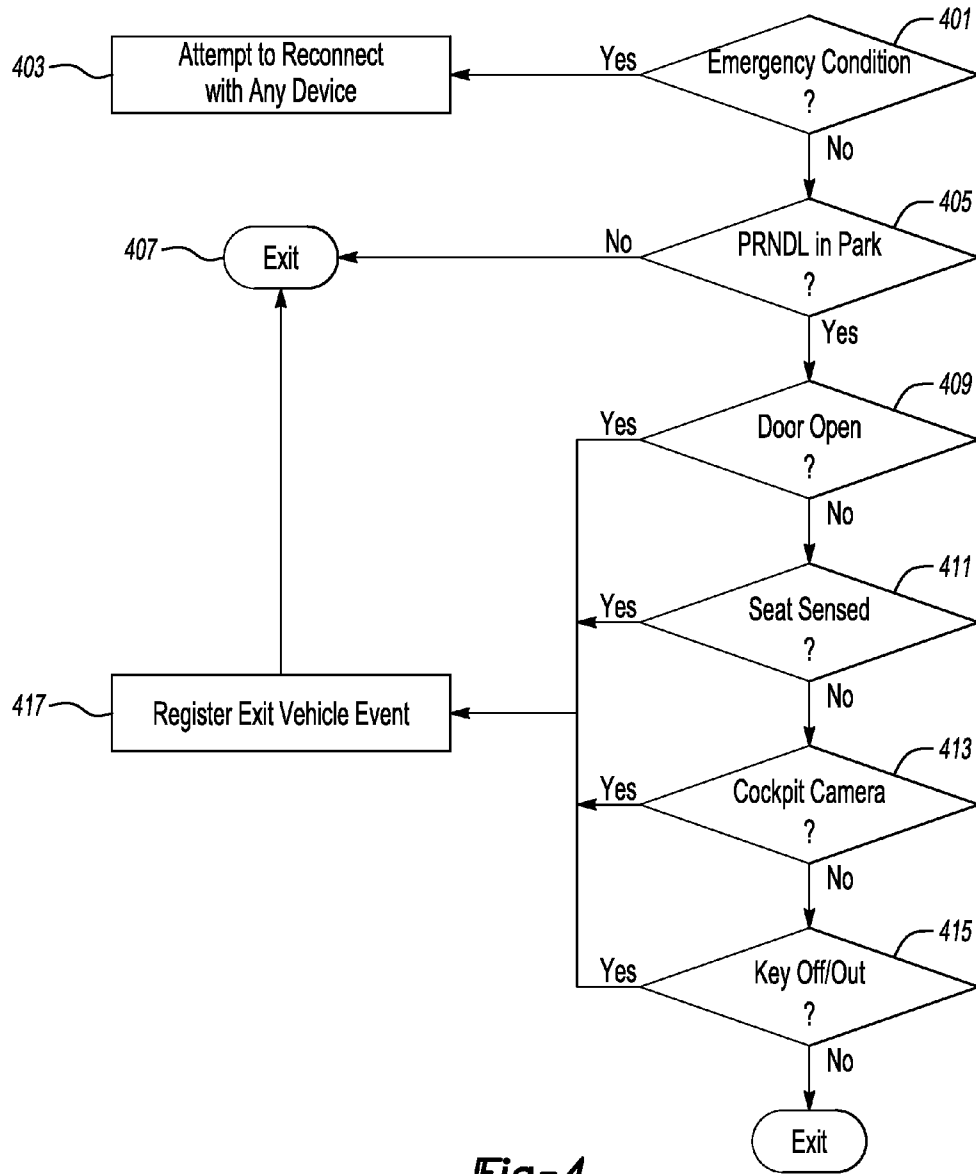 401
Emergency Condition
?
Yes
403
Attempt to Reconnect
with Any Device
No
405
PRNDL in Park
?
No
407
Exit
Yes
409
Door Open
?
Yes
No
411
Seat Sensed
?
Yes
No
417
Register Exit Vehicle Event
413
Cockpit Camera
?
Yes
No
415
Key Off/Out
?
Yes
No
Exit
Fig-4